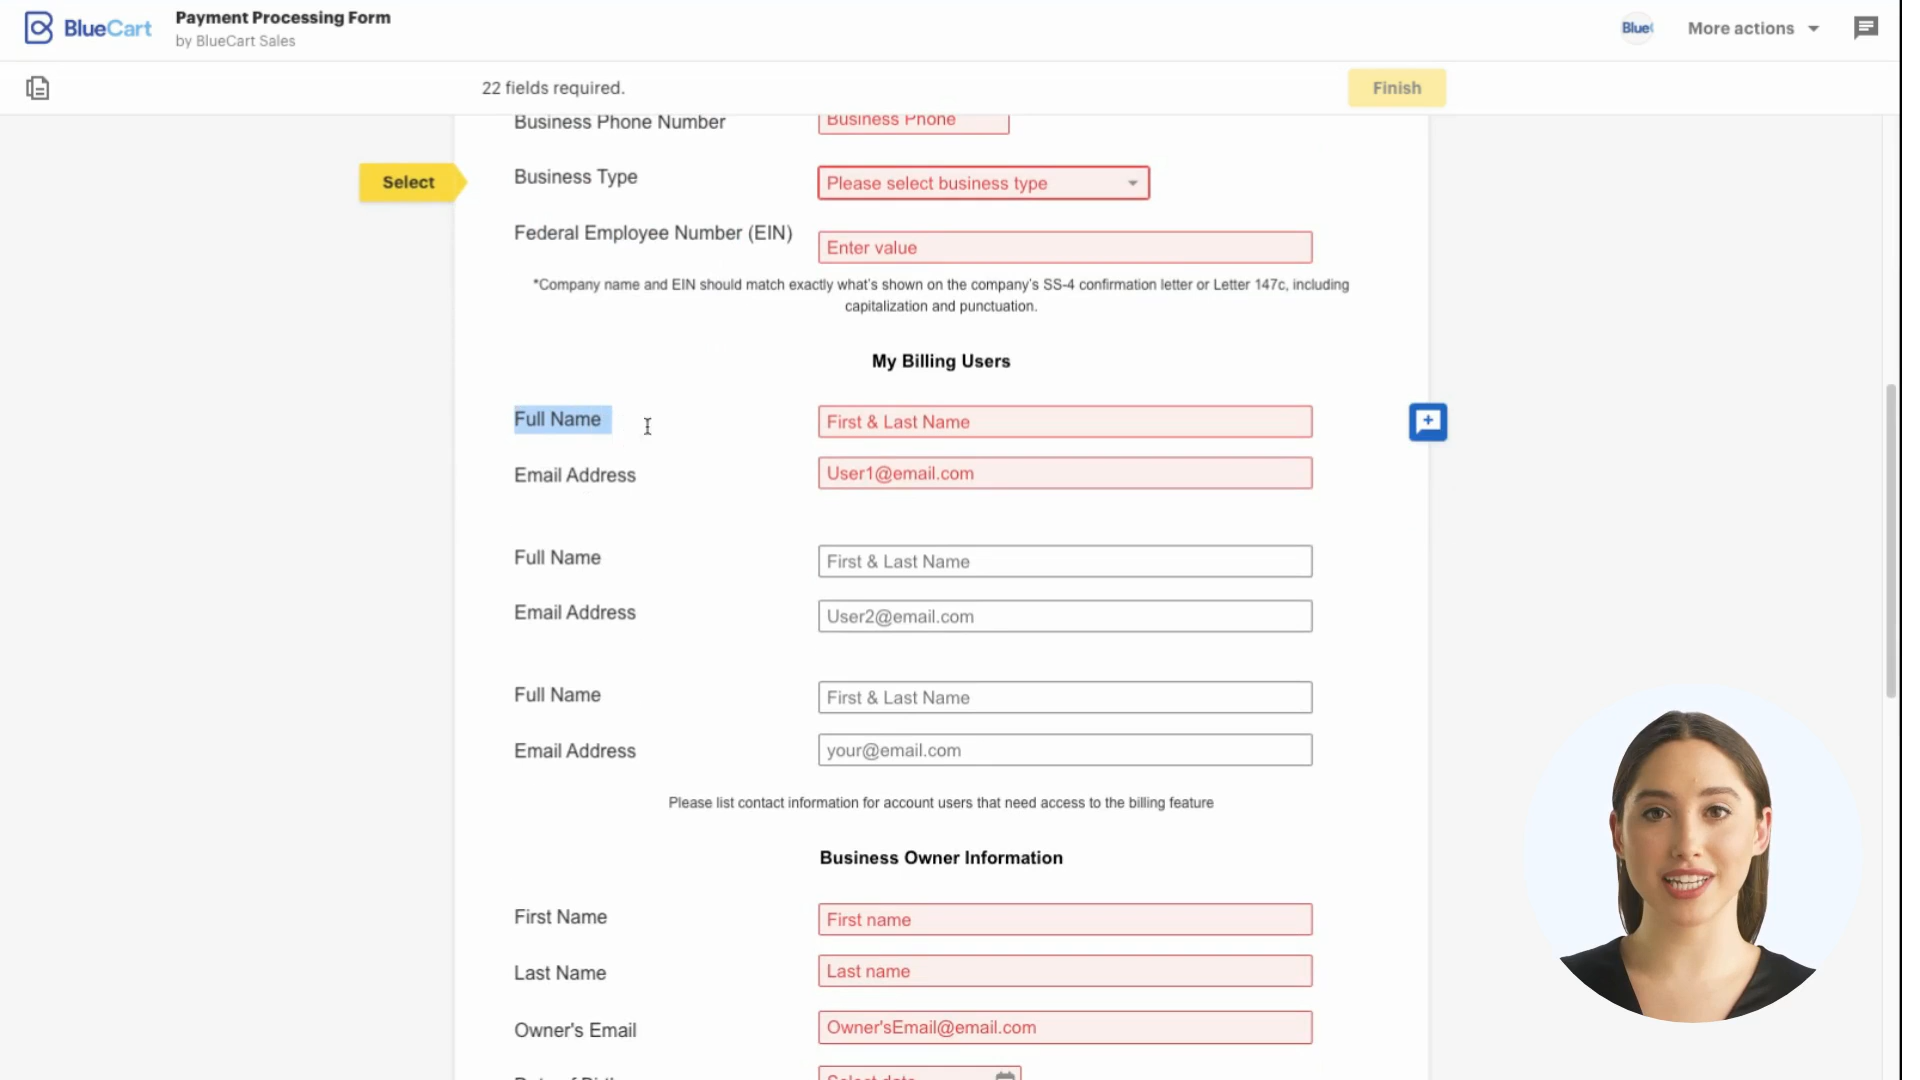 BlueCart
Payment Processing Form
by BlueCart Sales
Blue
More actions
22 fields required.
Finish
Business Phone Number
Business Phone
Select
Business Type
Please select business type
Federal Employee Number (EIN)
Enter value
*Company name and EIN should match exactly what's shown on the company's SS-4 confirmation letter or Letter 147c, including
capitalization and punctuation.
My Billing Users
Full Name
First & Last Name
Email Address
User1@email.com
Full Name
First & Last Name
Email Address
User2@email.com
Full Name
First & Last Name
Email Address
your@email.com
Please list contact information for account users that need access to the billing feature
Business Owner Information
First Name
First name
Last Name
Last name
Owner's Email
Owner'sEmail@email.com